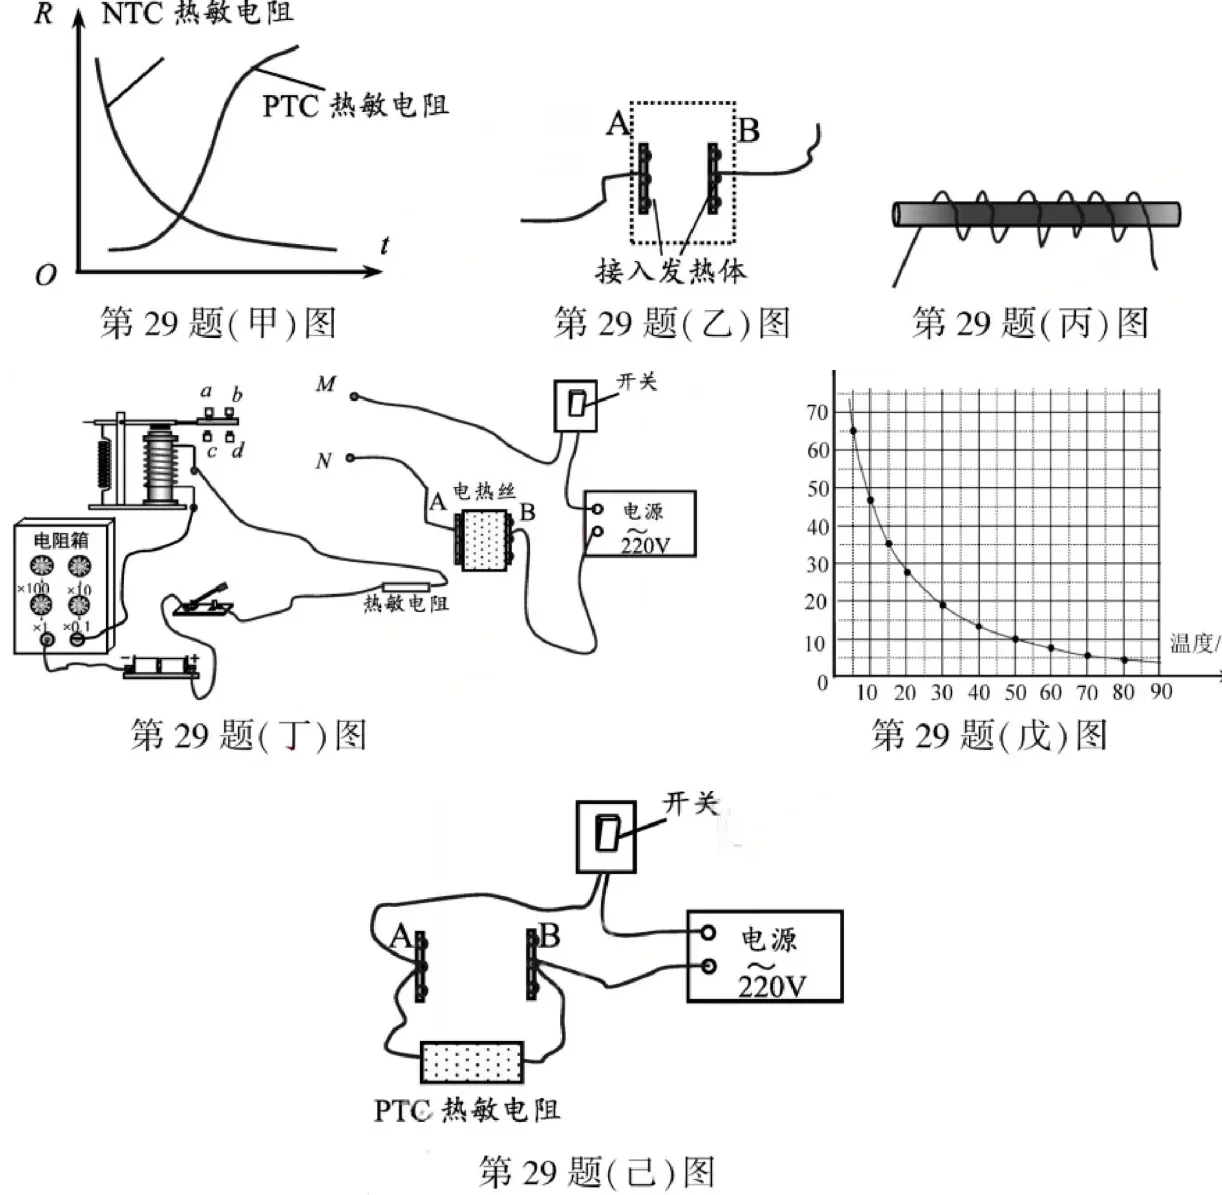 R NTC 热敏电阻
PTC 热敏电阻
O t
第 29 题(甲)图
A B
接入发热体
第 29 题(乙)图
第 29 题(丙)图
a b
c d
M
N
开关
电热丝
A B
电源
~
220V
电阻箱
×100 ×10
×1 ×0.1
热敏电阻
- +
第 29 题(丁)图
70
60
50
40
30
20
10
0
10 20 30 40 50 60 70 80 90
温度/
第 29 题(戊)图
开关
A B
电源
~
220V
PTC 热敏电阻
第 29 题(己)图